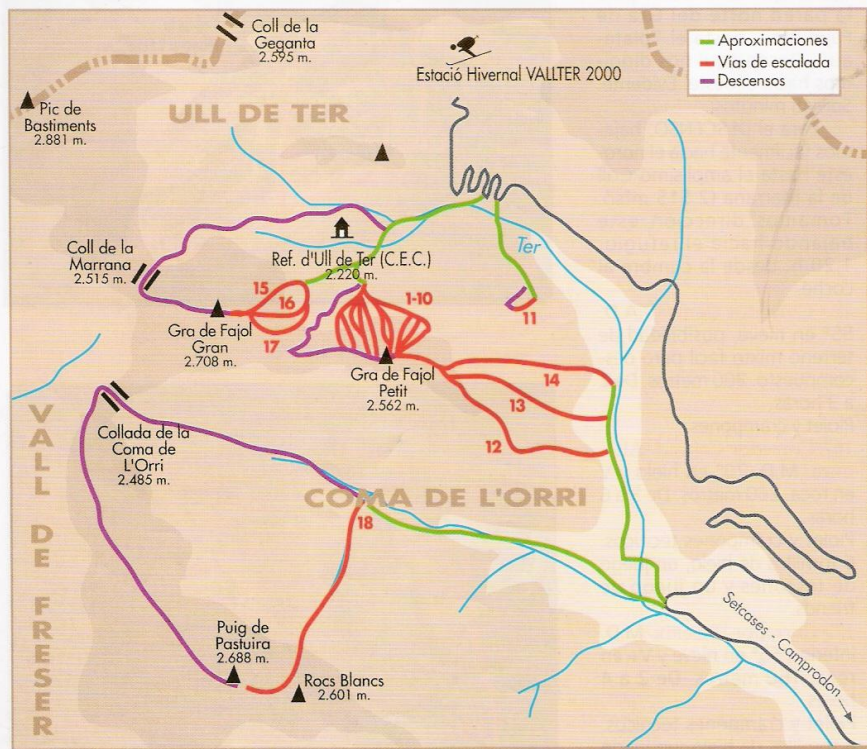 Coll de la
Geganta
2.595 m.
Estació Hivernal VALLTER 2000
Aproximaciones
Vías de escalada
Descensos
Pic de
Bastiments
2.881 m.
ULL DE TER
Ter
Coll de la
Marrana
2.515 m.
Ref. d'Ull de Ter (C.E.C.)
2.220 m.
15
16
17
1-10
11
Gra de Fajol
Gran
2.708 m.
Gra de Fajol
Petit
2.562 m.
14
13
12
Collada de la
Coma de
L'Orri
2.485 m.
COMA DE L'ORRI
18
VALL DE FRESER
Puig de
Pastuira
2.688 m.
Rocs Blancs
2.601 m.
Setcases - Camprodon